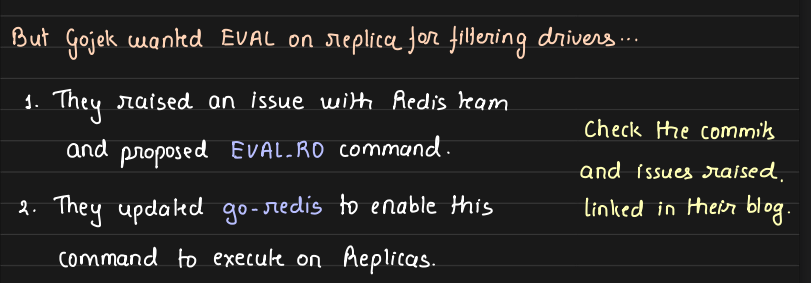 But Gojek wanted EVAL on replica for filtering drivers...
1. They raised an issue with Redis team
and proposed EVAL_RO command.
Check the commits
and issues raised.
linked in their blog.
2. They updated go-redis to enable this
command to execute on Replicas.